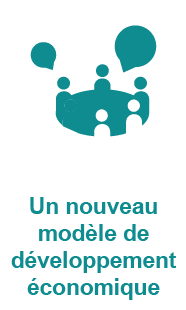 Un nouveau
modèle de
développement
économique